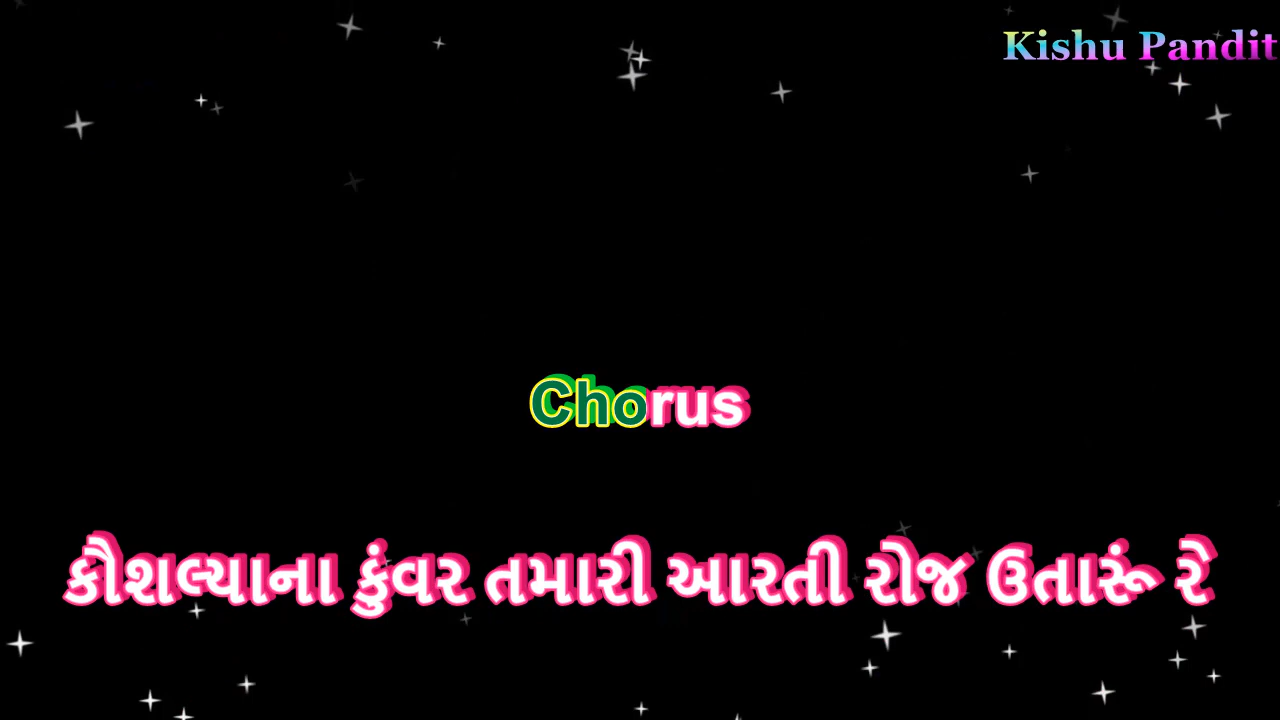 Kishu Pandit
Chorus
કૌશલ્યાના કુંવર તમારી આરતી રોજ ઉતારૂં રે